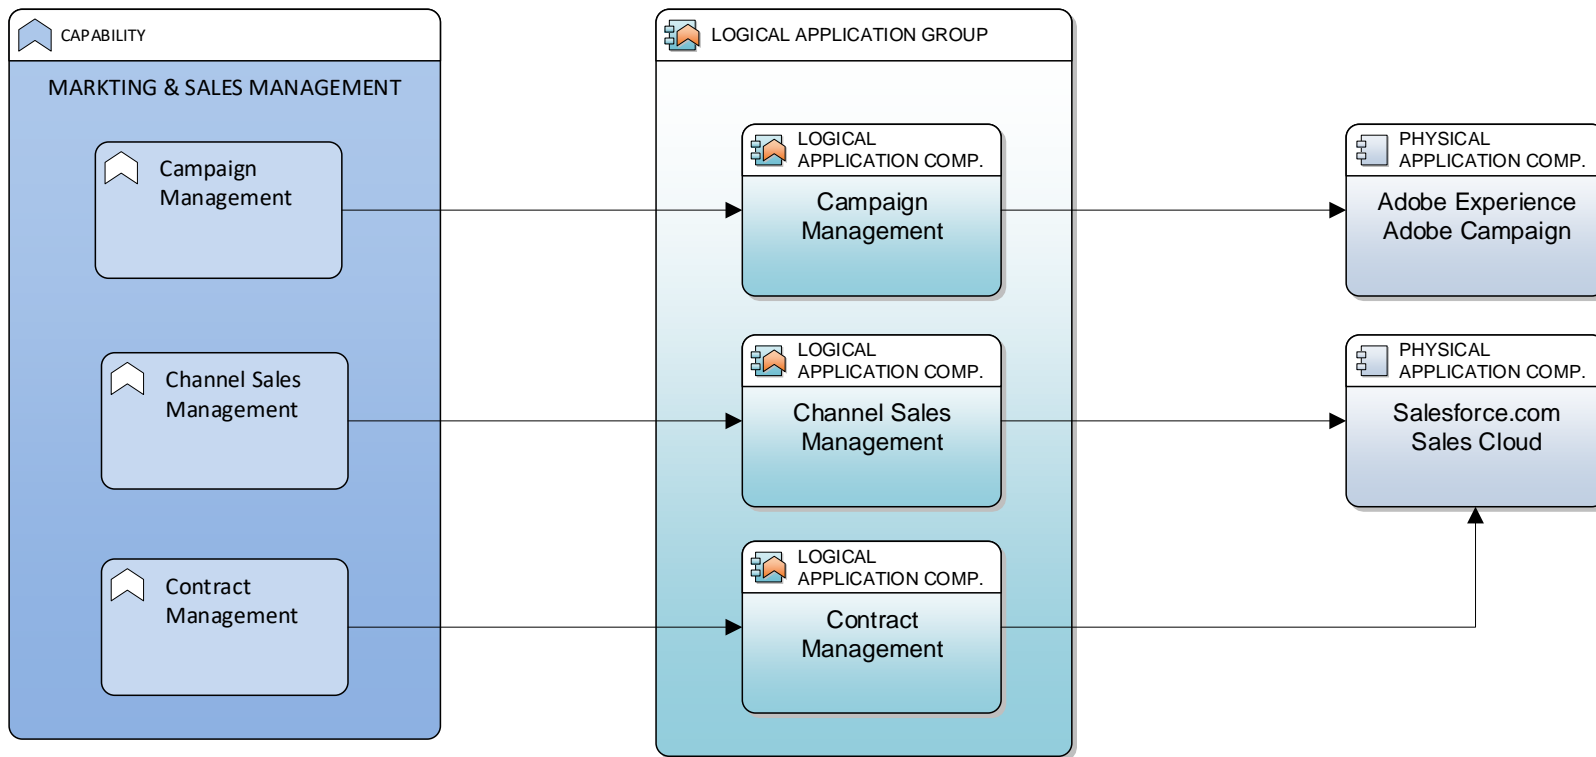 CAPABILITY
MARKTING & SALES MANAGEMENT
Campaign
Management
Channel Sales
Management
Contract
Management
LOGICAL APPLICATION GROUP
LOGICAL
APPLICATION COMP.
Campaign
Management
LOGICAL
APPLICATION COMP.
Channel Sales
Management
LOGICAL
APPLICATION COMP.
Contract
Management
PHYSICAL
APPLICATION COMP.
Adobe Experience
Adobe Campaign
PHYSICAL
APPLICATION COMP.
Salesforce.com
Sales Cloud